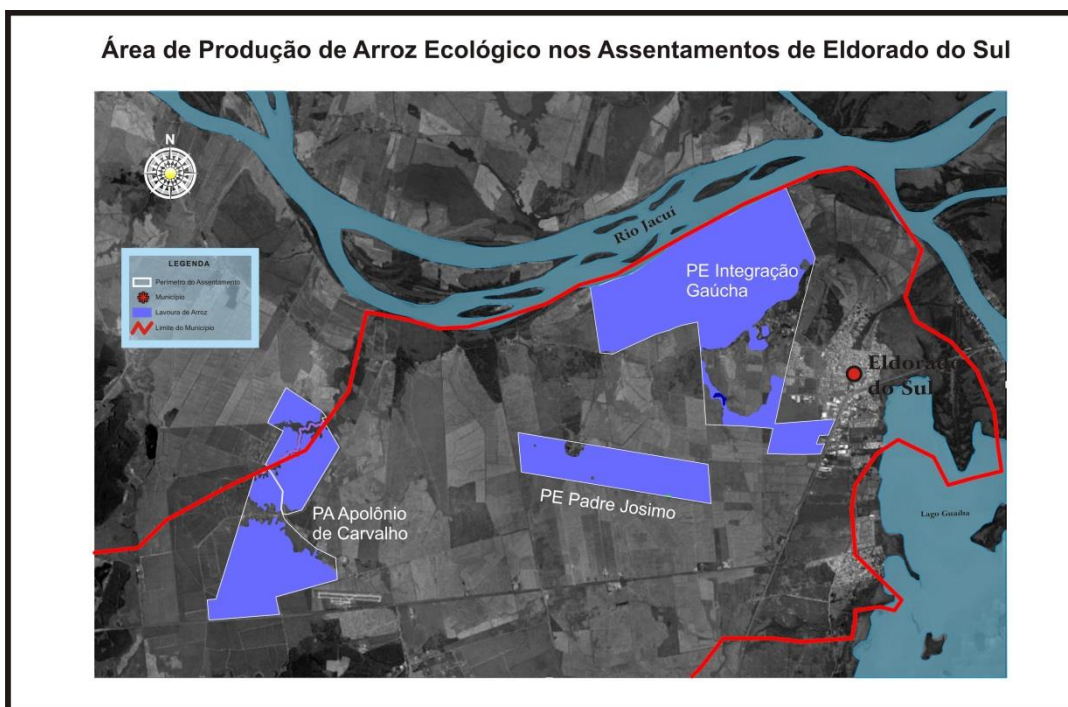 Área de Produção de Arroz Ecológico nos Assentamentos de Eldorado do Sul
N
Rio Jacuí
LEGENDA
Perímetro do Assentamento
Município
Lavoura de Arroz
Limite do Município
PE Integração
Gaúcha
Eldorado
do Sul
PE Padre Josimo
PA Apolônio
de Carvalho
Lago Guaíba